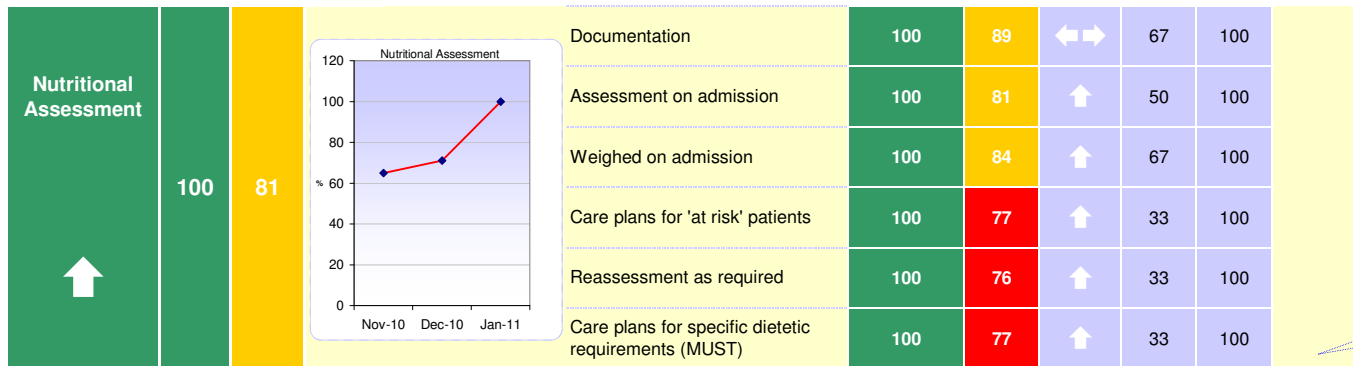 Nutritional
Assessment
100
81
Nutritional Assessment
120
100
80
% 60
40
20
0
Nov-10 Dec-10 Jan-11
Documentation 100 89 67 100
Assessment on admission 100 81 50 100
Weighed on admission 100 84 67 100
Care plans for 'at risk' patients 100 77 33 100
Reassessment as required 100 76 33 100
Care plans for specific dietetic
requirements (MUST) 100 77 33 100